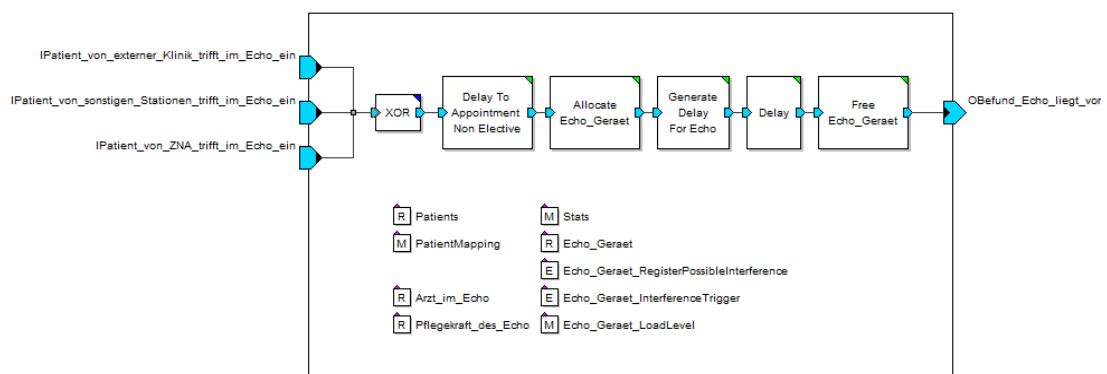 IPatient_von_externer_Klinik_trifft_im_Echo_ein
IPatient_von_sonstigen_Stationen_trifft_im_Echo_ein
IPatient_von_ZNA_trifft_im_Echo_ein
XOR
Delay To
Appointment
Non Elective
Allocate
Echo_Geraet
Generate
Delay
For Echo
Delay
Free
Echo_Geraet
OBefund_Echo_liegt_vor
R Patients
M Stats
M PatientMapping
R Echo_Geraet
E Echo_Geraet_RegisterPossibleInterference
R Arzt_im_Echo
E Echo_Geraet_InterferenceTrigger
R Pflegekraft_des_Echo
M Echo_Geraet_LoadLevel